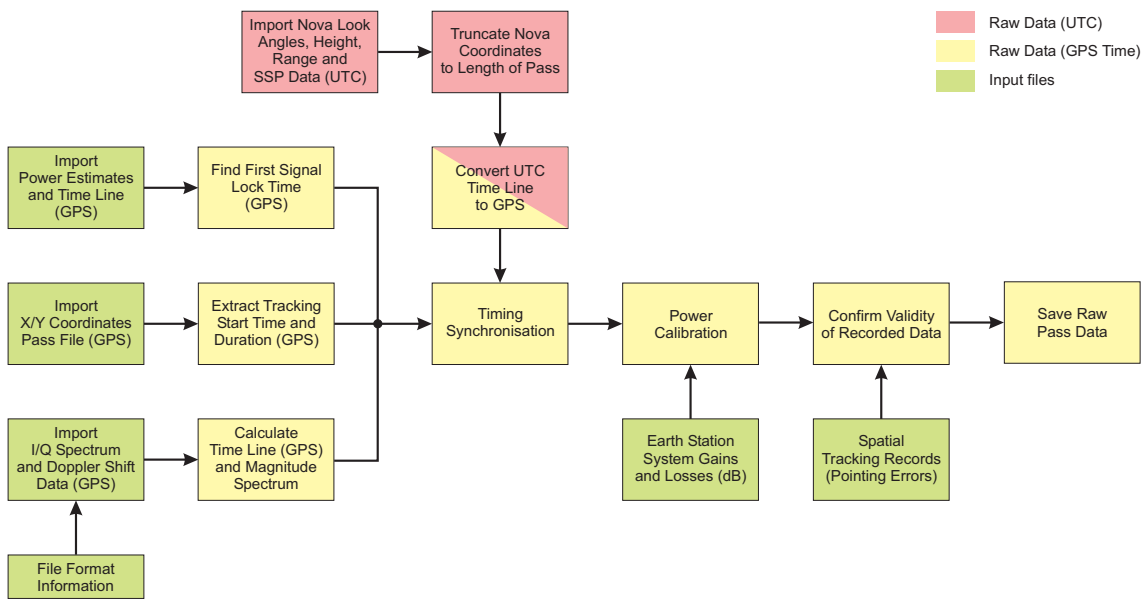 Import Nova Look
Angles, Height,
Range and
SSP Data (UTC)
Truncate Nova
Coordinates
to Length of Pass
Raw Data (UTC)
Raw Data (GPS Time)
Input files
Import
Power Estimates
and Time Line
(GPS)
Find First Signal
Lock Time
(GPS)
Convert UTC
Time Line
to GPS
Import
X/Y Coordinates
Pass File (GPS)
Extract Tracking
Start Time and
Duration (GPS)
Timing
Synchronisation
Power
Calibration
Confirm Validity
of Recorded Data
Save Raw
Pass Data
Import
I/Q Spectrum
and Doppler Shift
Data (GPS)
Calculate
Time Line (GPS)
and Magnitude
Spectrum
Earth Station
System Gains
and Losses (dB)
Spatial
Tracking Records
(Pointing Errors)
File Format
Information